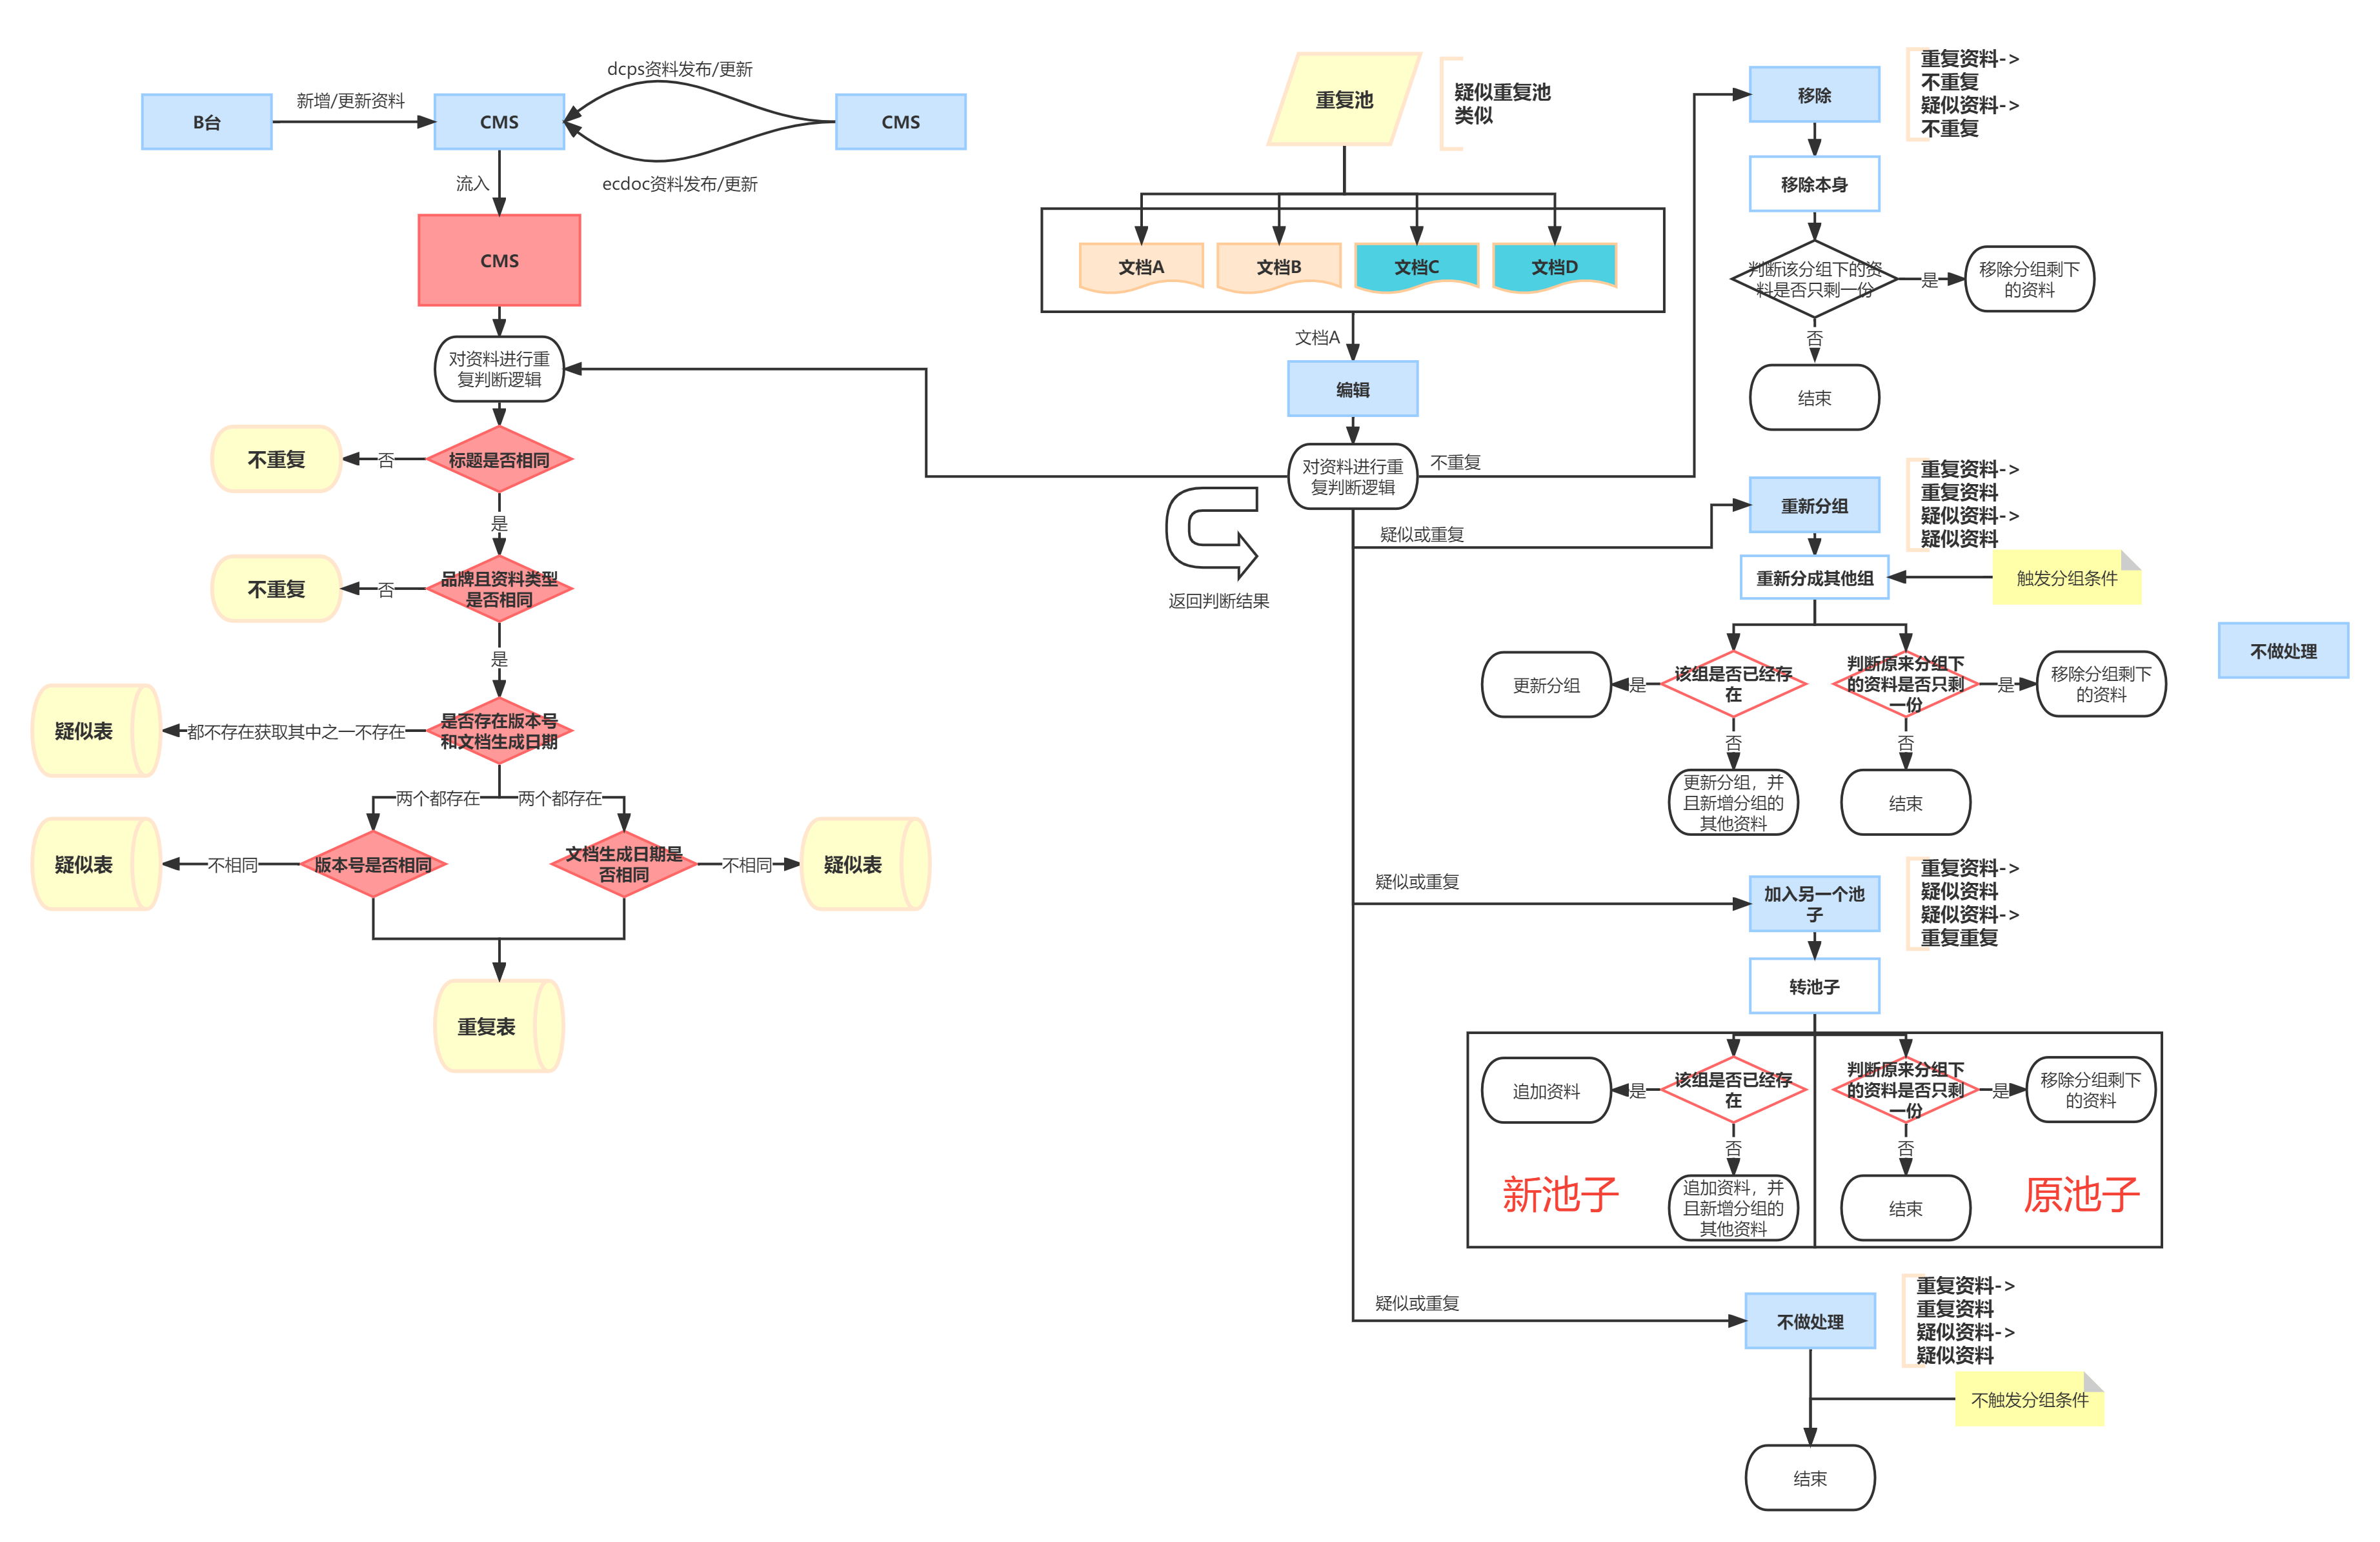 dcps资料发布/更新
B台
新增/更新资料
CMS
CMS
ecdoc资料发布/更新
流入
CMS
对资料进行重
复判断逻辑
标题是否相同
否
不重复
是
品牌且资料类型
是否相同
否
不重复
是
是否存在版本号
和文档生成日期
都不存在获取其中之一不存在
疑似表
两个都存在
两个都存在
版本号是否相同
不相同
疑似表
文档生成日期是
否相同
不相同
疑似表
重复表
重复池
疑似重复池
类似
文档A
文档B
文档C
文档D
文档A
编辑
对资料进行重
复判断逻辑
返回判断结果
不重复
移除
重复资料->
不重复
疑似资料->
不重复
移除本身
判断该分组下的资
料是否只剩一份
是
移除分组剩下
的资料
否
结束
疑似或重复
重新分组
重复资料->
重复资料
疑似资料->
疑似资料
重新分成其他组
触发分组条件
该组是否已经存
在
是
更新分组
否
更新分组，并
且新增分组的
其他资料
判断原来分组下
的资料是否只剩
一份
是
移除分组剩下
的资料
否
结束
不做处理
疑似或重复
加入另一个池
子
重复资料->
疑似资料
疑似资料->
重复重复
转池子
该组是否已经存
在
是
追加资料
否
追加资料，并
且新增分组的
其他资料
新池子
判断原来分组下
的资料是否只剩
一份
是
移除分组剩下
的资料
否
结束
原池子
疑似或重复
不做处理
重复资料->
重复资料
疑似资料->
疑似资料
不触发分组条件
结束